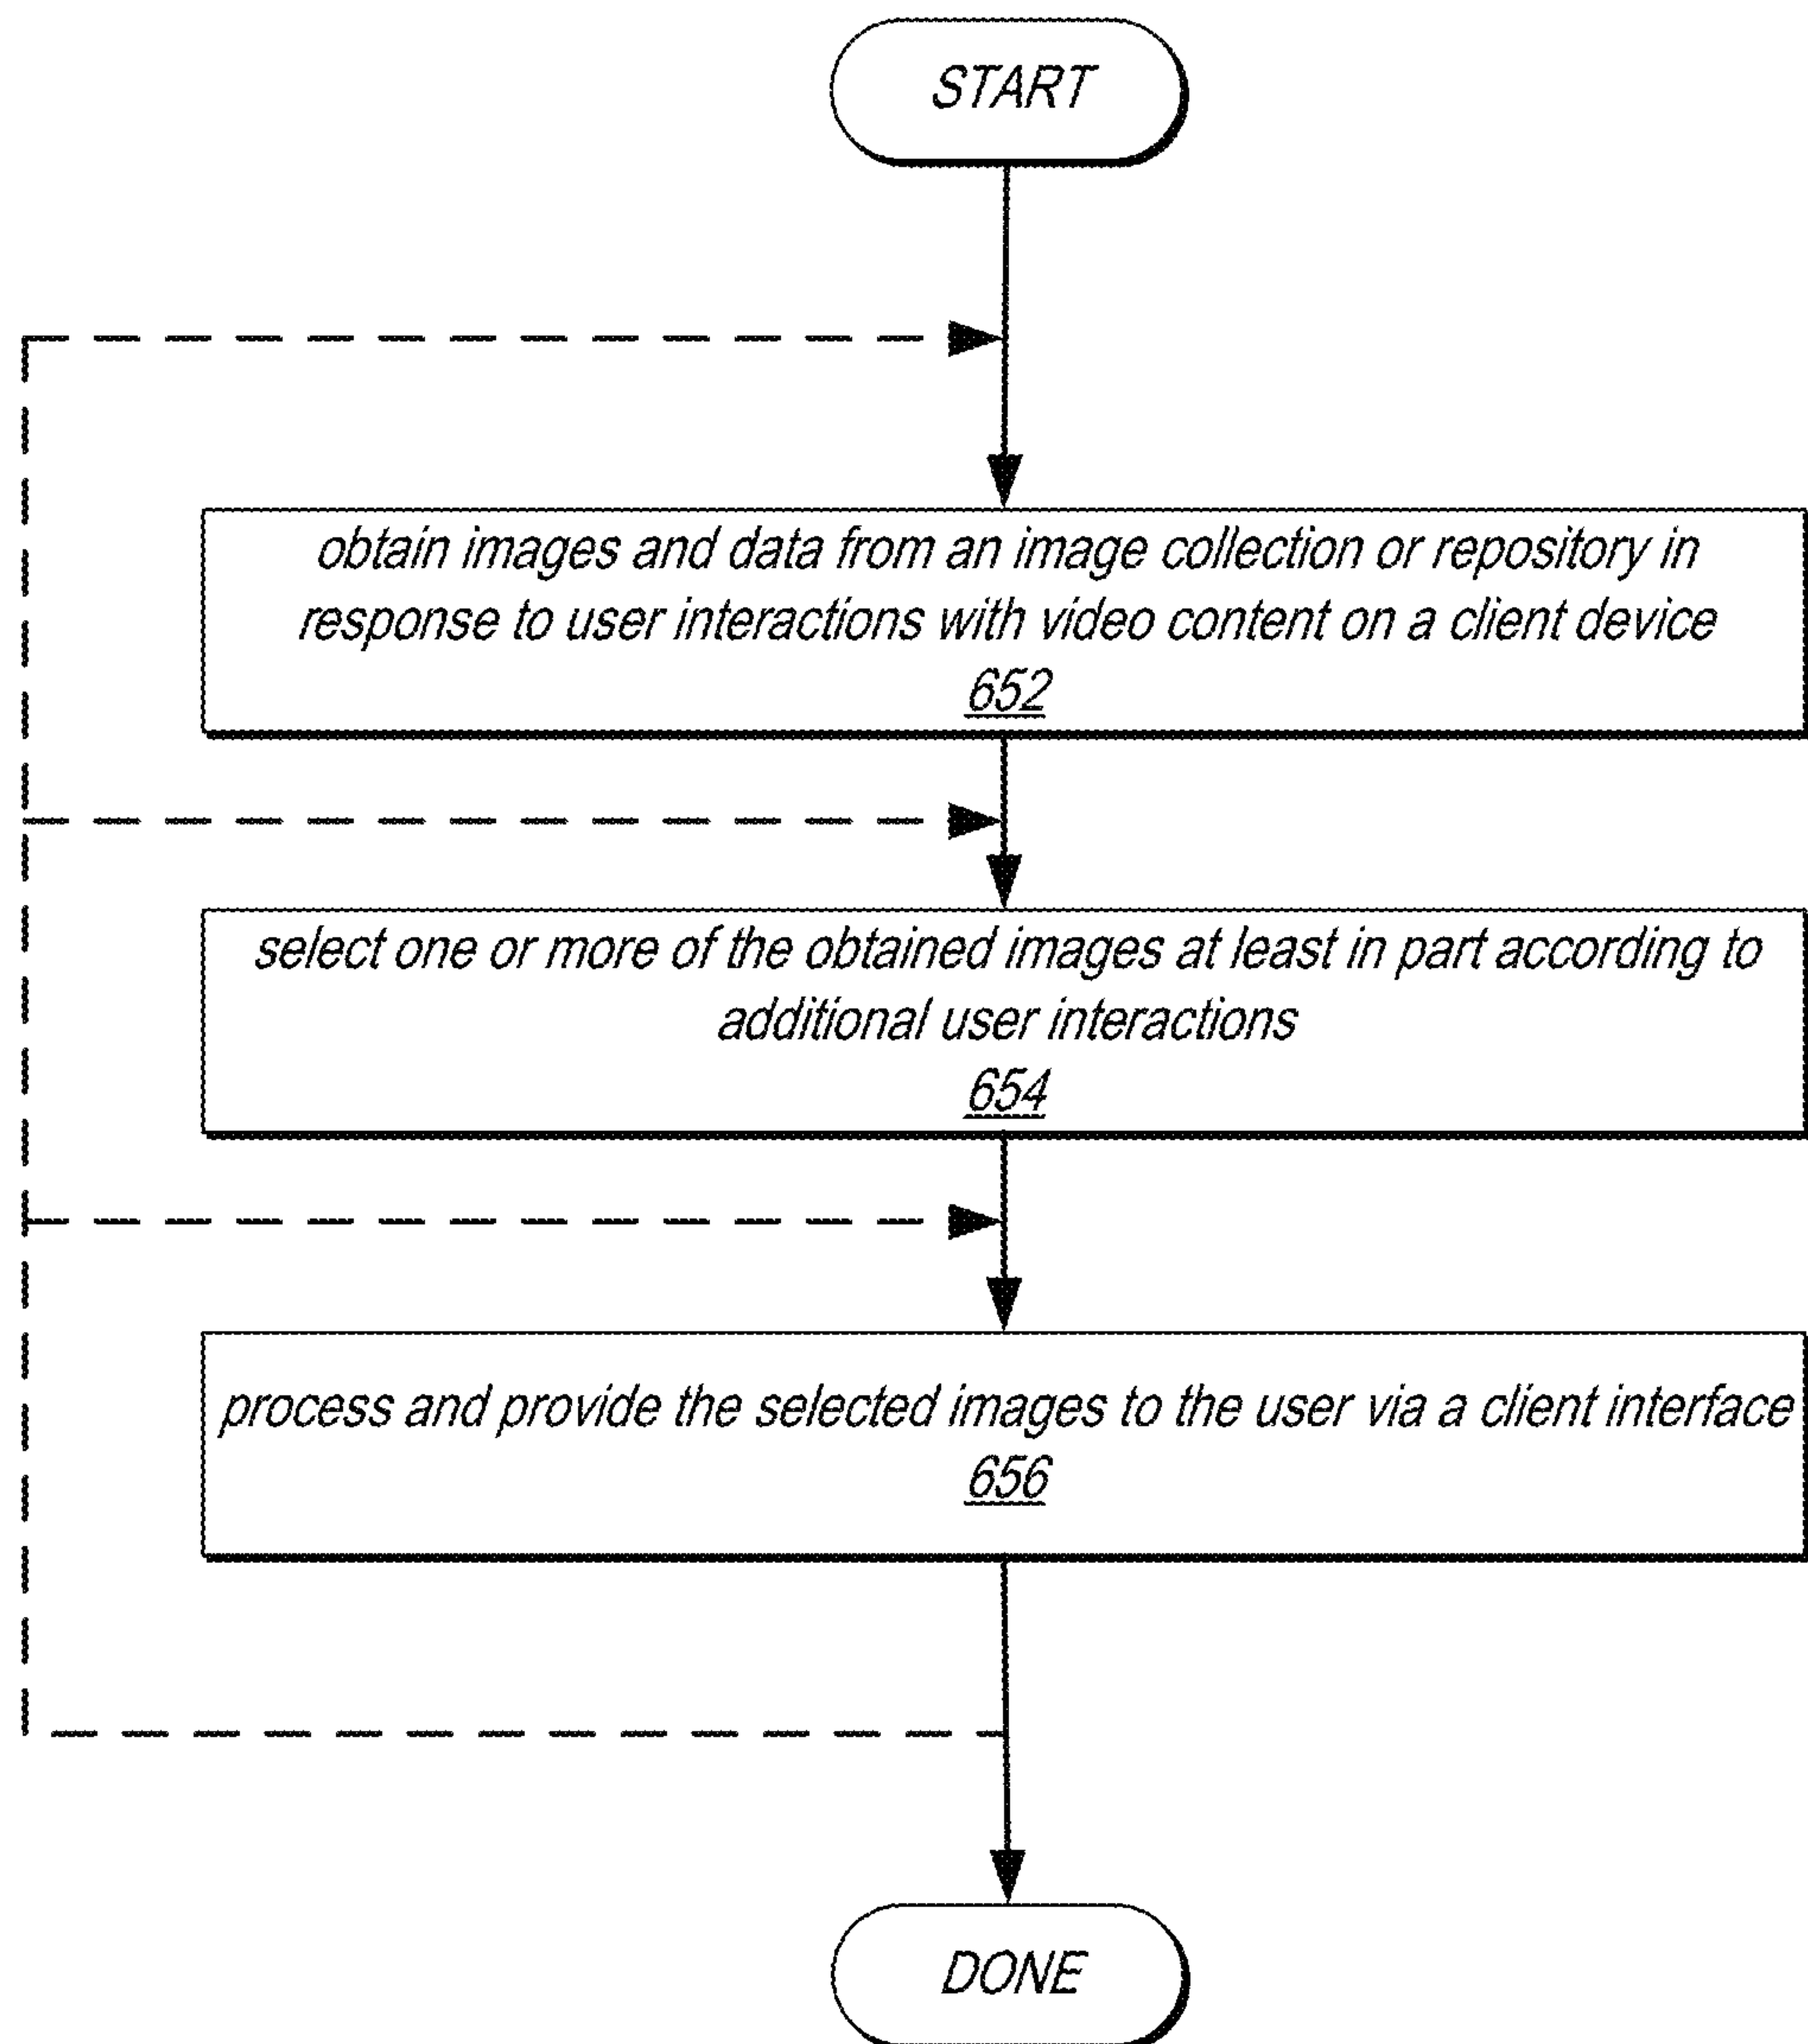 START
obtain images and data from an image collection or repository in
response to user interactions with video content on a client device
652
select one or more of the obtained images at least in part according to
additional user interactions
654
process and provide the selected images to the user via a client interface
656
DONE